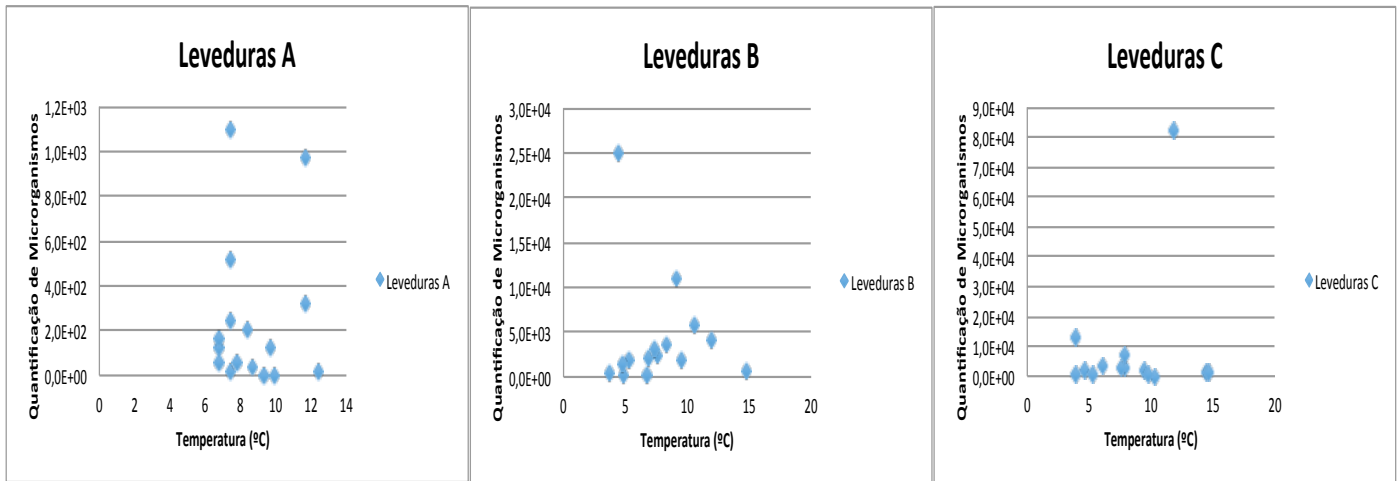 Leveduras A
Quantificação de Microrganismos
1,2E+03
1,0E+03
8,0E+02
6,0E+02
4,0E+02
2,0E+02
0,0E+00
0 2 4 6 8 10 12 14
Temperatura (ºC)
Leveduras A
Leveduras B
Quantificação de Microrganismos
3,0E+04
2,5E+04
2,0E+04
1,5E+04
1,0E+04
5,0E+03
0,0E+00
0 5 10 15 20
Temperatura (ºC)
Leveduras B
Leveduras C
Quantificação de Microrganismos
9,0E+04
8,0E+04
7,0E+04
6,0E+04
5,0E+04
4,0E+04
3,0E+04
2,0E+04
1,0E+04
0,0E+00
0 5 10 15 20
Temperatura (ºC)
Leveduras C